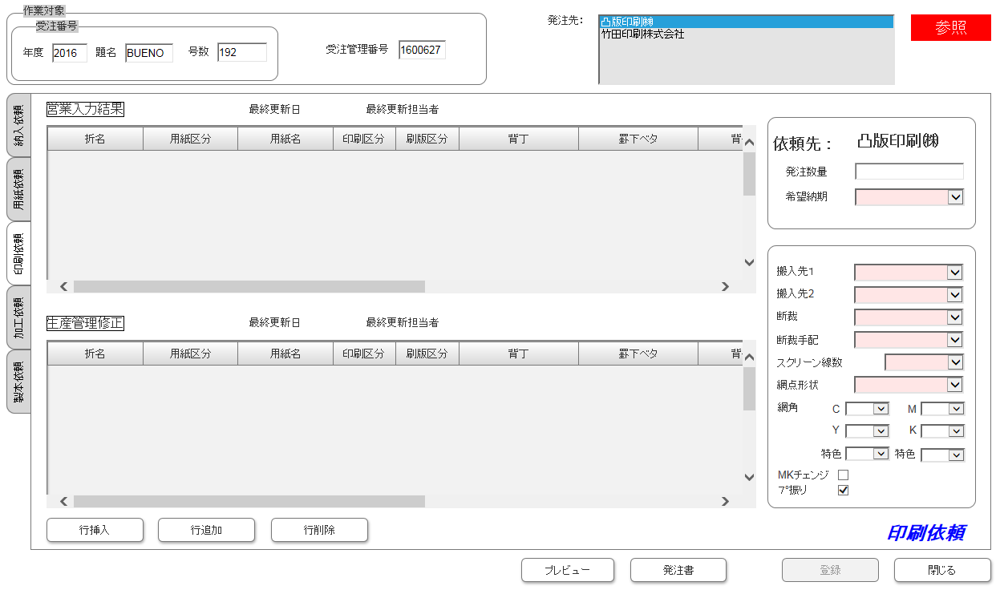 作業対象
受注番号
年度 2016 題名 BUENO 号数 192
受注管理番号 1600627
発注先：
凸版印刷㈱
竹田印刷株式会社
参照
納入依頼
用紙依頼
印刷依頼
加工依頼
製本依頼
営業入力結果 最終更新日 最終更新担当者
折名 用紙区分 用紙名 印刷区分 刷版区分 背丁 罫下ベタ 背
生産管理修正 最終更新日 最終更新担当者
折名 用紙区分 用紙名 印刷区分 刷版区分 背丁 罫下ベタ 背
行挿入 行追加 行削除
依頼先： 凸版印刷㈱
発注数量
希望納期
搬入先1
搬入先2
断裁
断裁手配
スクリーン線数
網点形状
網角 C M
Y K
特色 特色
MKチェンジ
7°振り
印刷依頼
プレビュー 発注書 登録 閉じる